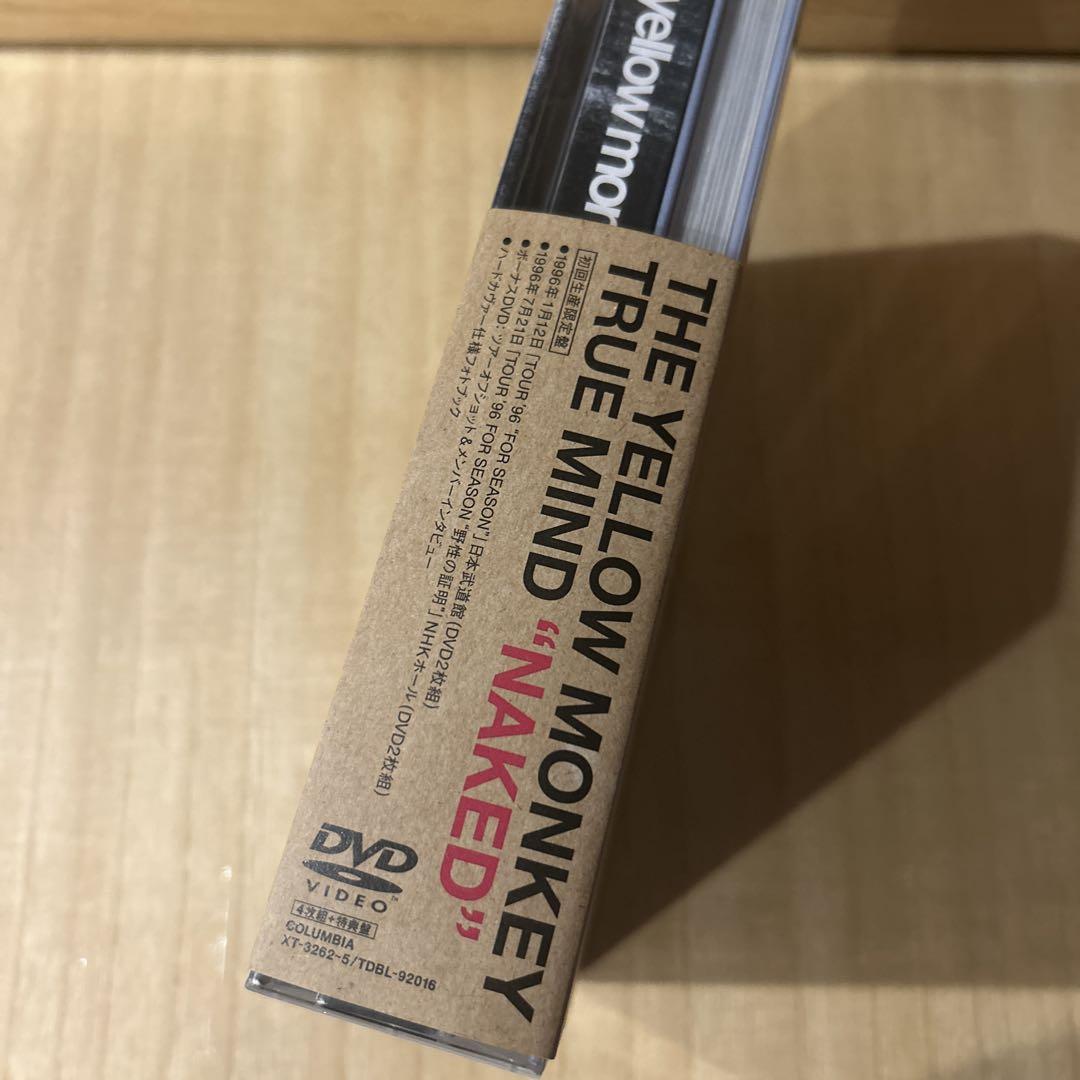 yellowmon
THE YELLOW MONKEY
TRUE MIND “NAKED”
初回生産限定盤
●1996年1月12日「TOUR '96 “FOR SEASON”」日本武道館(DVD2枚組)
●1996年7月21日「TOUR '96 FOR SEASON “野性の証明”」NHKホール(DVD2枚組)
●ボーナスDVD:ツアーオフショット&メンバーインタビュー
●ハードカヴァー仕様フォトブック
DVD
VIDEO™
4枚組+特典盤
COLUMBIA
XT-3262~5/TDBL-92016